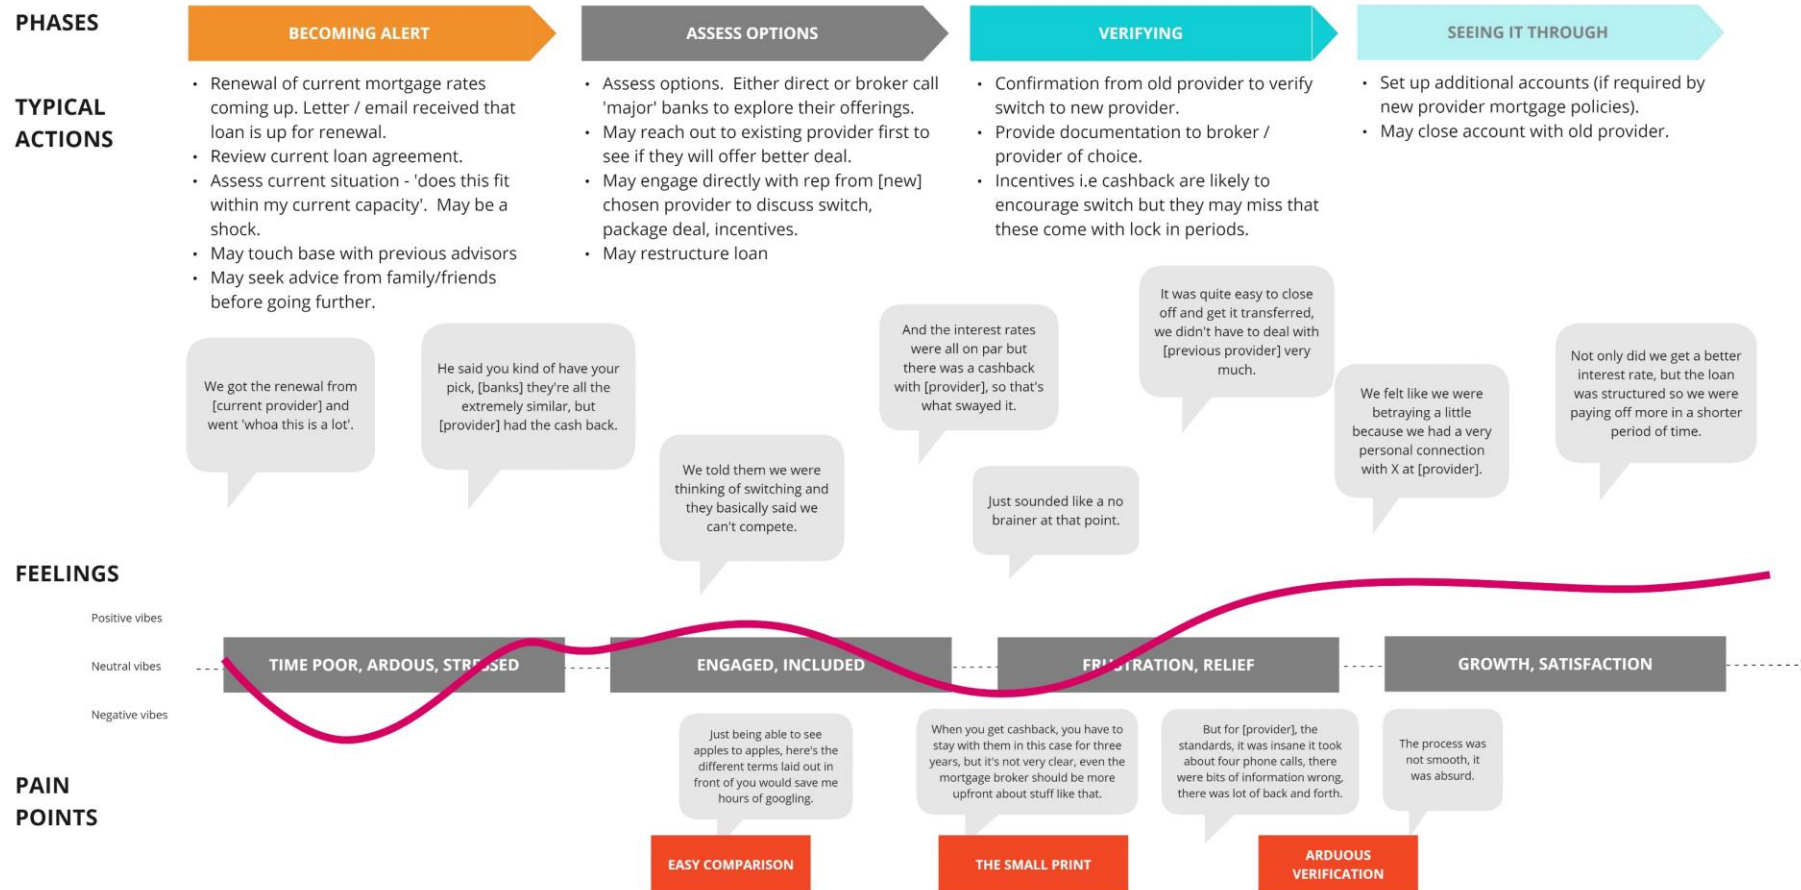 PHASES
BECOMING ALERT
ASSESS OPTIONS
VERIFYING
SEEING IT THROUGH
TYPICAL
ACTIONS
• Renewal of current mortgage rates
coming up. Letter / email received that
loan is up for renewal.
• Review current loan agreement.
• Assess current situation - 'does this fit
within my current capacity'. May be a
shock.
• May touch base with previous advisors
• May seek advice from family/friends
before going further.
• Assess options. Either direct or broker call
'major' banks to explore their offerings.
• May reach out to existing provider first to
see if they will offer better deal.
• May engage directly with rep from [new]
chosen provider to discuss switch,
package deal, incentives.
• May restructure loan
• Confirmation from old provider to verify
switch to new provider.
• Provide documentation to broker /
provider of choice.
• Incentives i.e cashback are likely to
encourage switch but they may miss that
these come with lock in periods.
• Set up additional accounts (if required by
new provider mortgage policies).
• May close account with old provider.
We got the renewal from
[current provider] and
went 'whoa this is a lot'.
He said you kind of have your
pick, [banks] they're all the
extremely similar, but
[provider] had the cash back.
We told them we were
thinking of switching and
they basically said we
can't compete.
And the interest rates
were all on par but
there was a cashback
with [provider], so that's
what swayed it.
Just sounded like a no
brainer at that point.
It was quite easy to close
off and get it transferred,
we didn't have to deal with
[previous provider] very
much.
We felt like we were
betraying a little
because we had a very
personal connection
with X at [provider].
Not only did we get a better
interest rate, but the loan
was structured so we were
paying off more in a shorter
period of time.
FEELINGS
Positive vibes
Neutral vibes
Negative vibes
TIME POOR, ARDOUS, STRESSED
ENGAGED, INCLUDED
FRUSTRATION, RELIEF
GROWTH, SATISFACTION
PAIN
POINTS
Just being able to see
apples to apples, here's the
different terms laid out in
front of you would save me
hours of googling.
When you get cashback, you have to
stay with them in this case for three
years, but it's not very clear, even the
mortgage broker should be more
upfront about stuff like that.
But for [provider], the
standards, it was insane it took
about four phone calls, there
were bits of information wrong,
there was lot of back and forth.
The process was
not smooth, it
was absurd.
EASY COMPARISON
THE SMALL PRINT
ARDUOUS
VERIFICATION